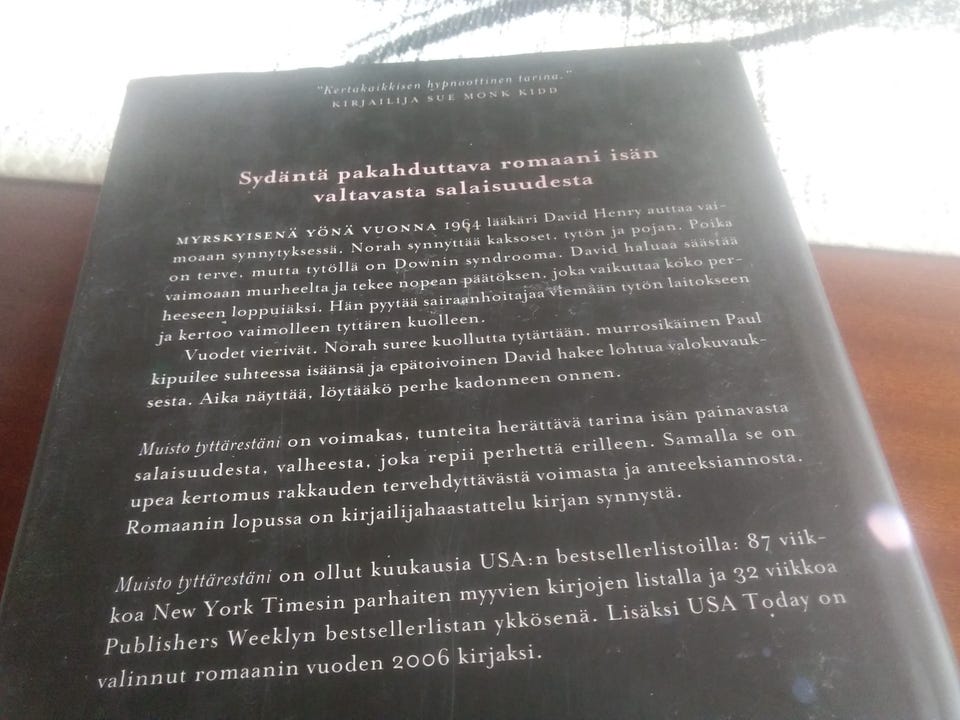 "Kertakaikkisen hypnoottinen tarina."
KIRJAILIJA SUE MONK KIDD
Sydäntä pakahduttava romaani isän
valtavasta salaisuudesta
MYRSKYISENÄ YÖNÄ VUONNA 1964 lääkäri David Henry auttaa vai-
moaan synnytyksessä. Norah synnyttää kaksoset, tytön ja pojan. Poika
on terve, mutta tytöllä on Downin syndrooma. David haluaa säästää
vaimoaan murheelta ja tekee nopean päätöksen, joka vaikuttaa koko per-
heeseen loppuiäksi. Hän pyytää sairaanhoitajaa viemään tytön laitokseen
ja kertoo vaimolleen tyttären kuolleen.
Vuodet vierivät. Norah suree kuollutta tytärtään, murrosikäinen Paul
kipuilee suhteessa isäänsä ja epätoivoinen David hakee lohtua valokuvauk-
sesta. Aika näyttää, löytääkö perhe kadonneen onnen.
Muisto tyttärestäni on voimakas, tunteita herättävä tarina isän painavasta
salaisuudesta, valheesta, joka repii perhettä erilleen. Samalla se on
upea kertomus rakkauden tervehdyttävästä voimasta ja anteeksiannosta.
Romaanin lopussa on kirjailijahaastattelu kirjan synnystä.
Muisto tyttärestäni on ollut kuukausia USA:n bestsellerlistoilla: 87 viik-
koa New York Timesin parhaiten myyvien kirjojen listalla ja 32 viikkoa
Publishers Weeklyn bestsellerlistan ykkösenä. Lisäksi USA Today on
valinnut romaanin vuoden 2006 kirjaksi.